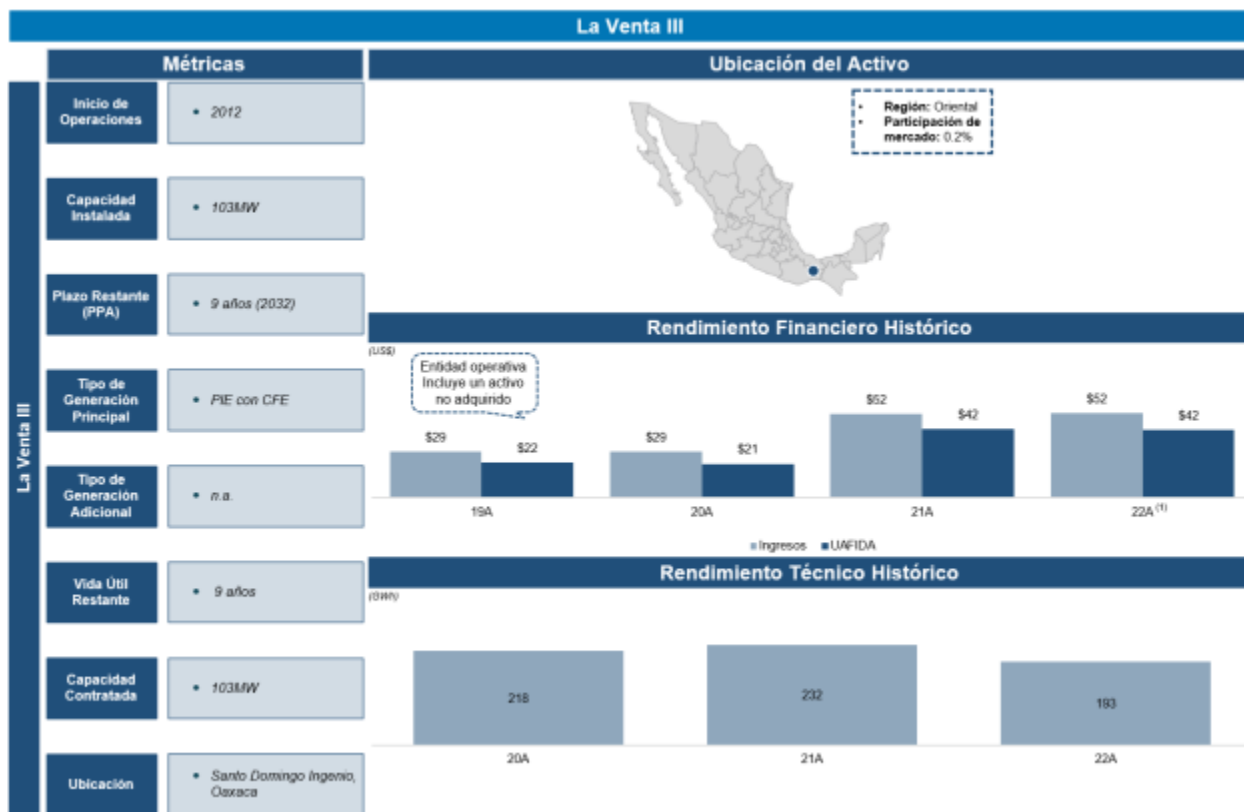 La Venta III
Métricas
Ubicación del Activo
La Venta III
Inicio de
Operaciones
• 2012
Capacidad
Instalada
• 103MW
Plazo Restante
(PPA)
• 9 años (2032)
Tipo de
Generación
Principal
• PIE con CFE
Tipo de
Generación
Adicional
• n.a.
Vida Útil
Restante
• 9 años
Capacidad
Contratada
• 103MW
Ubicación
• Santo Domingo Ingenio,
Oaxaca
• Región: Oriental
• Participación de
mercado: 0.2%
Rendimiento Financiero Histórico
(US$)
Entidad operativa
Incluye un activo
no adquirido
$29
$22
$29
$21
$52
$42
$52
$42
19A
20A
21A
22A (1)
Ingresos
UAFIDA
Rendimiento Técnico Histórico
(GWh)
218
232
193
20A
21A
22A